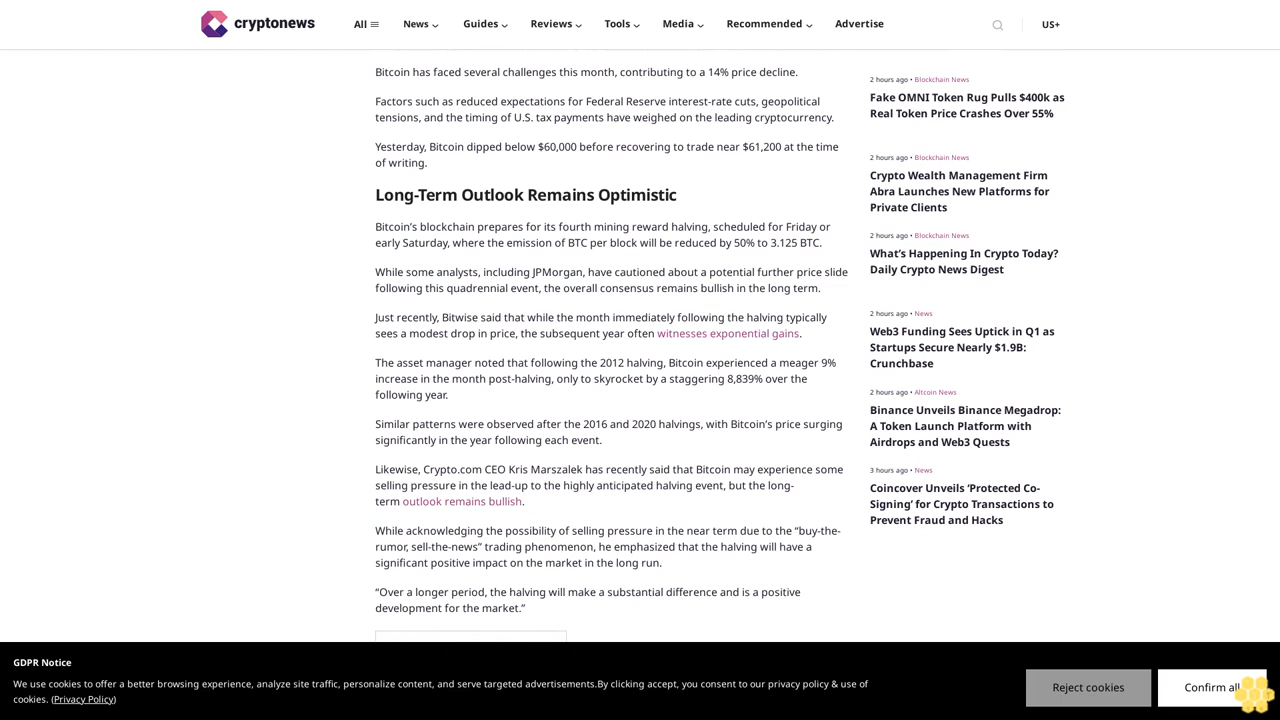 cryptonews
All
News
Guides
Reviews
Tools
Media
Recommended
Advertise
US+
Bitcoin has faced several challenges this month, contributing to a 14% price decline.
Factors such as reduced expectations for Federal Reserve interest-rate cuts, geopolitical
tensions, and the timing of U.S. tax payments have weighed on the leading cryptocurrency.
Yesterday, Bitcoin dipped below $60,000 before recovering to trade near $61,200 at the time
of writing.
Long-Term Outlook Remains Optimistic
Bitcoin’s blockchain prepares for its fourth mining reward halving, scheduled for Friday or
early Saturday, where the emission of BTC per block will be reduced by 50% to 3.125 BTC.
While some analysts, including JPMorgan, have cautioned about a potential further price slide
following this quadrennial event, the overall consensus remains bullish in the long term.
Just recently, Bitwise said that while the month immediately following the halving typically
sees a modest drop in price, the subsequent year often witnesses exponential gains.
The asset manager noted that following the 2012 halving, Bitcoin experienced a meager 9%
increase in the month post-halving, only to skyrocket by a staggering 8,839% over the
following year.
Similar patterns were observed after the 2016 and 2020 halvings, with Bitcoin’s price surging
significantly in the year following each event.
Likewise, Crypto.com CEO Kris Marszalek has recently said that Bitcoin may experience some
selling pressure in the lead-up to the highly anticipated halving event, but the long-
term outlook remains bullish.
While acknowledging the possibility of selling pressure in the near term due to the “buy-the-
rumor, sell-the-news” trading phenomenon, he emphasized that the halving will have a
significant positive impact on the market in the long run.
“Over a longer period, the halving will make a substantial difference and is a positive
development for the market.”
2 hours ago • Blockchain News
Fake OMNI Token Rug Pulls $400k as
Real Token Price Crashes Over 55%
2 hours ago • Blockchain News
Crypto Wealth Management Firm
Abra Launches New Platforms for
Private Clients
2 hours ago • Blockchain News
What’s Happening In Crypto Today?
Daily Crypto News Digest
2 hours ago • News
Web3 Funding Sees Uptick in Q1 as
Startups Secure Nearly $1.9B:
Crunchbase
2 hours ago • Altcoin News
Binance Unveils Binance Megadrop:
A Token Launch Platform with
Airdrops and Web3 Quests
3 hours ago • News
Coincover Unveils ‘Protected Co-
Signing’ for Crypto Transactions to
Prevent Fraud and Hacks
GDPR Notice
We use cookies to offer a better browsing experience, analyze site traffic, personalize content, and serve targeted advertisements.By clicking accept, you consent to our privacy policy & use of
cookies. (Privacy Policy)
Reject cookies
Confirm all